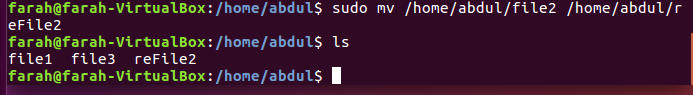 farah@farah-VirtualBox:/home/abdul$ sudo mv /home/abdul/file2 /home/abdul/r
eFile2
farah@farah-VirtualBox:/home/abdul$ ls
file1  file3  reFile2
farah@farah-VirtualBox:/home/abdul$